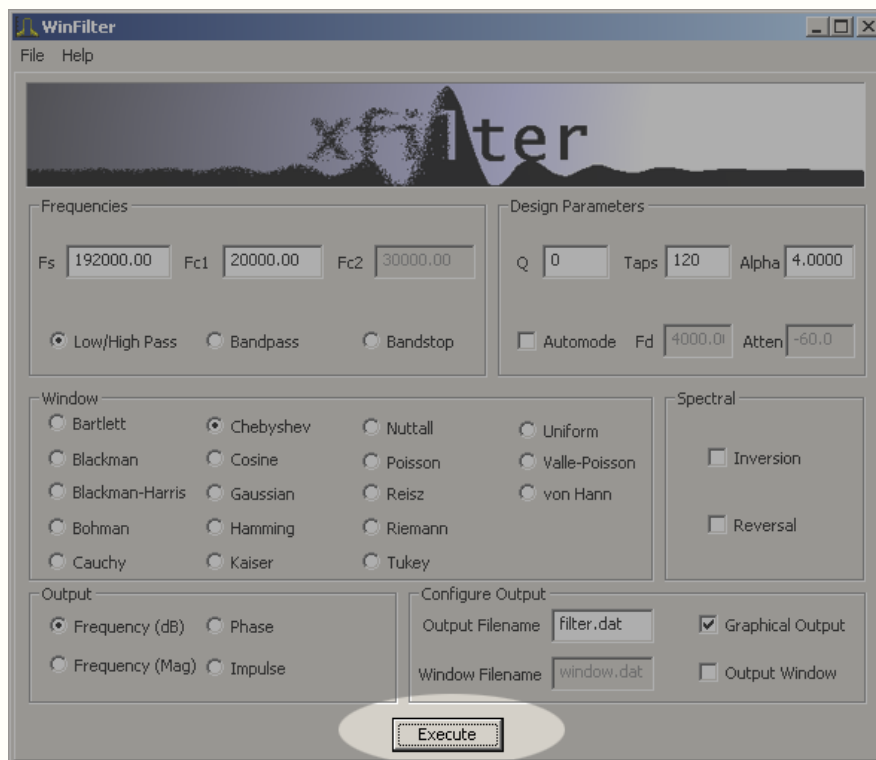 WinFilter
File Help
xfilter
Frequencies
Fs 192000.00 Fc1 20000.00 Fc2 30000.00
Low/High Pass Bandpass Bandstop
Design Parameters
Q 0 Taps 120 Alpha 4.0000
Automode Fd 4000.0 Atten -60.0
Window
Bartlett Chebyshev Nuttall Uniform
Blackman Cosine Poisson Valle-Poisson
Blackman-Harris Gaussian Reisz von Hann
Bohman Hamming Riemann
Cauchy Kaiser Tukey
Spectral
Inversion
Reversal
Output
Frequency (dB) Phase
Frequency (Mag) Impulse
Configure Output
Output Filename filter.dat Graphical Output
Window Filename window.dat Output Window
Execute